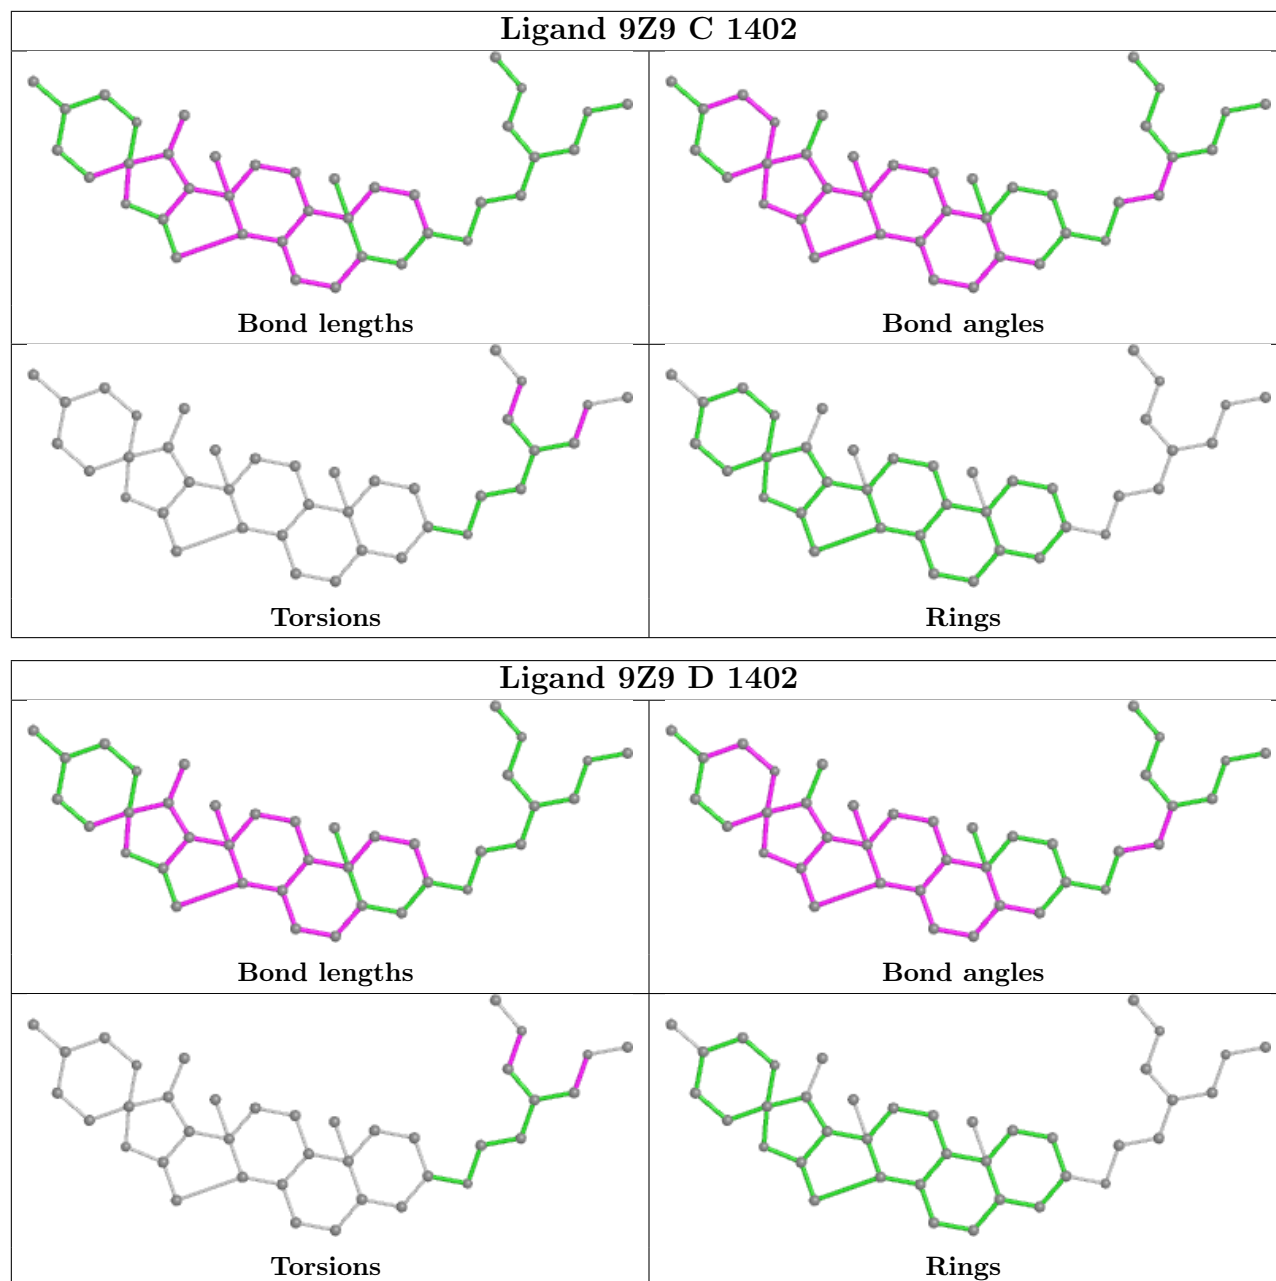 Ligand 9Z9 C 1402
Bond lengths
Bond angles
Torsions
Rings
Ligand 9Z9 D 1402
Bond lengths
Bond angles
Torsions
Rings